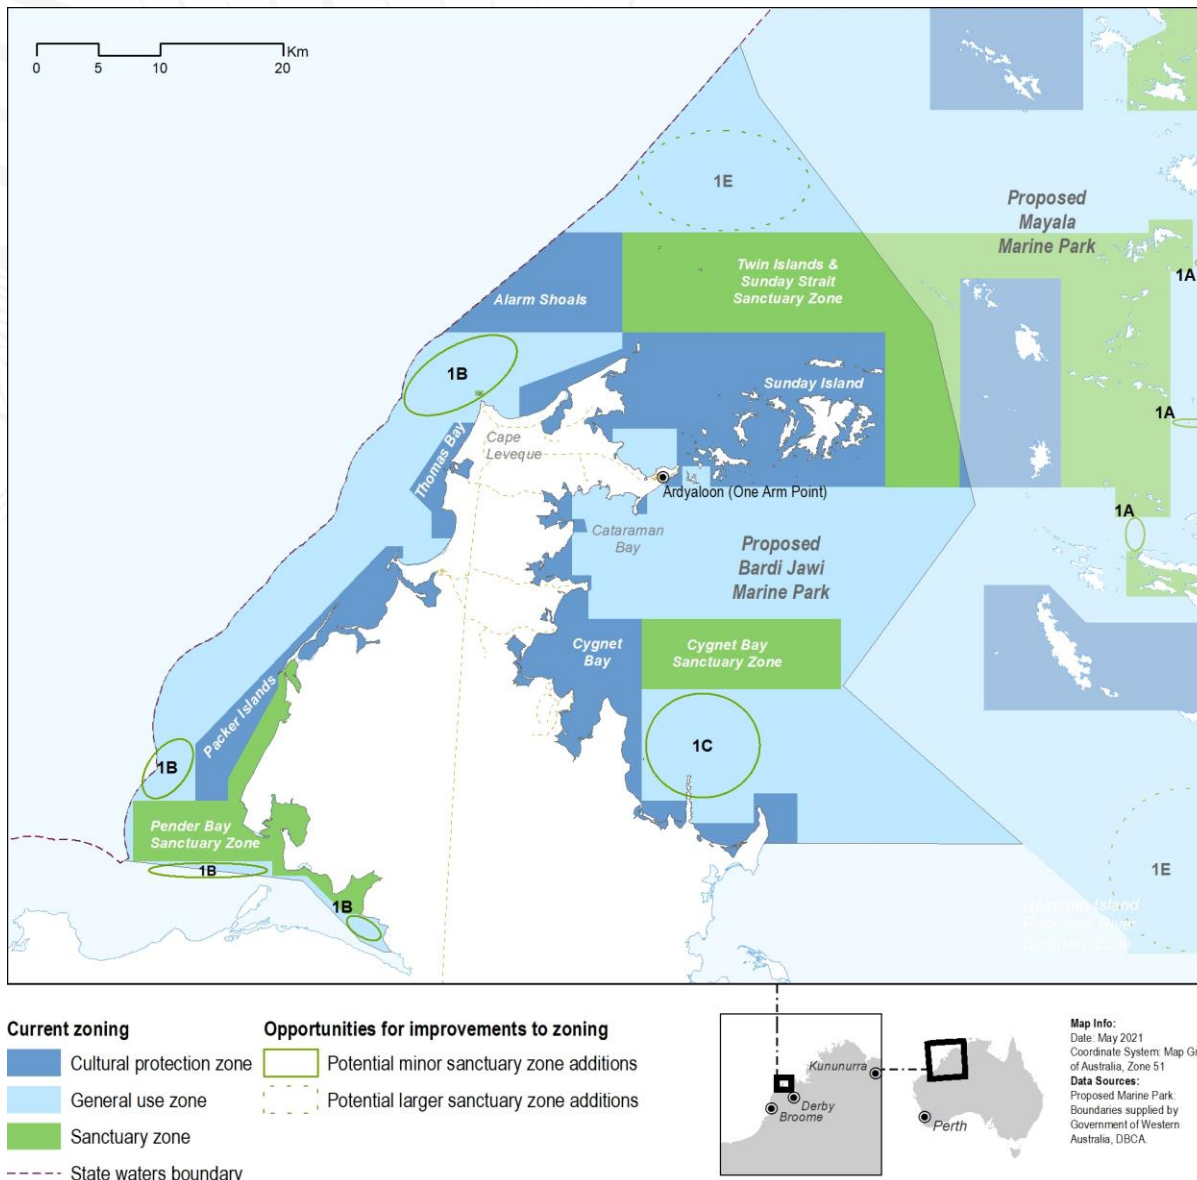 Km
0 5 10 20
1E
Proposed
Mayala
Marine Park
1A
Twin Islands &
Sunday Strait
Sanctuary Zone
Alarm Shoals
1B
Sunday Island
1A
Cape
Leveque
Thomas Bay
Ardyaloon (One Arm Point)
1A
Cataraman
Bay
Proposed
Bardi Jawi
Marine Park
Cygnet
Bay
Cygnet Bay
Sanctuary Zone
Packer Islands
1C
1B
Pender Bay
Sanctuary Zone
1B
1E
1B
Island
River
Sanctuary Zone
Current zoning
Cultural protection zone
General use zone
Sanctuary zone
State waters boundary
Opportunities for improvements to zoning
Potential minor sanctuary zone additions
Potential larger sanctuary zone additions
Kununurra
Derby
Broome
Perth
Map Info:
Date: May 2021
Coordinate System: Map Gr
of Australia, Zone 51
Data Sources:
Proposed Marine Park
Boundaries supplied by
Government of Western
Australia, DBCA.